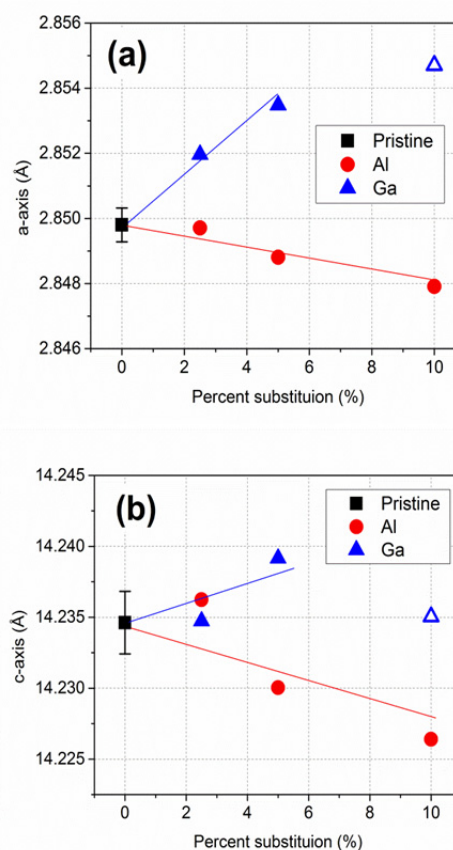 2.856
(a)
2.854
Pristine
2.852
Al
Ga
a-axis (Å)
2.850
2.848
2.846
0 2 4 6 8 10
Percent substituion (%)
14.245
(b)
Pristine
Al
14.240
Ga
14.235
c-axis (Å)
14.230
14.225
0 2 4 6 8 10
Percent substituion (%)